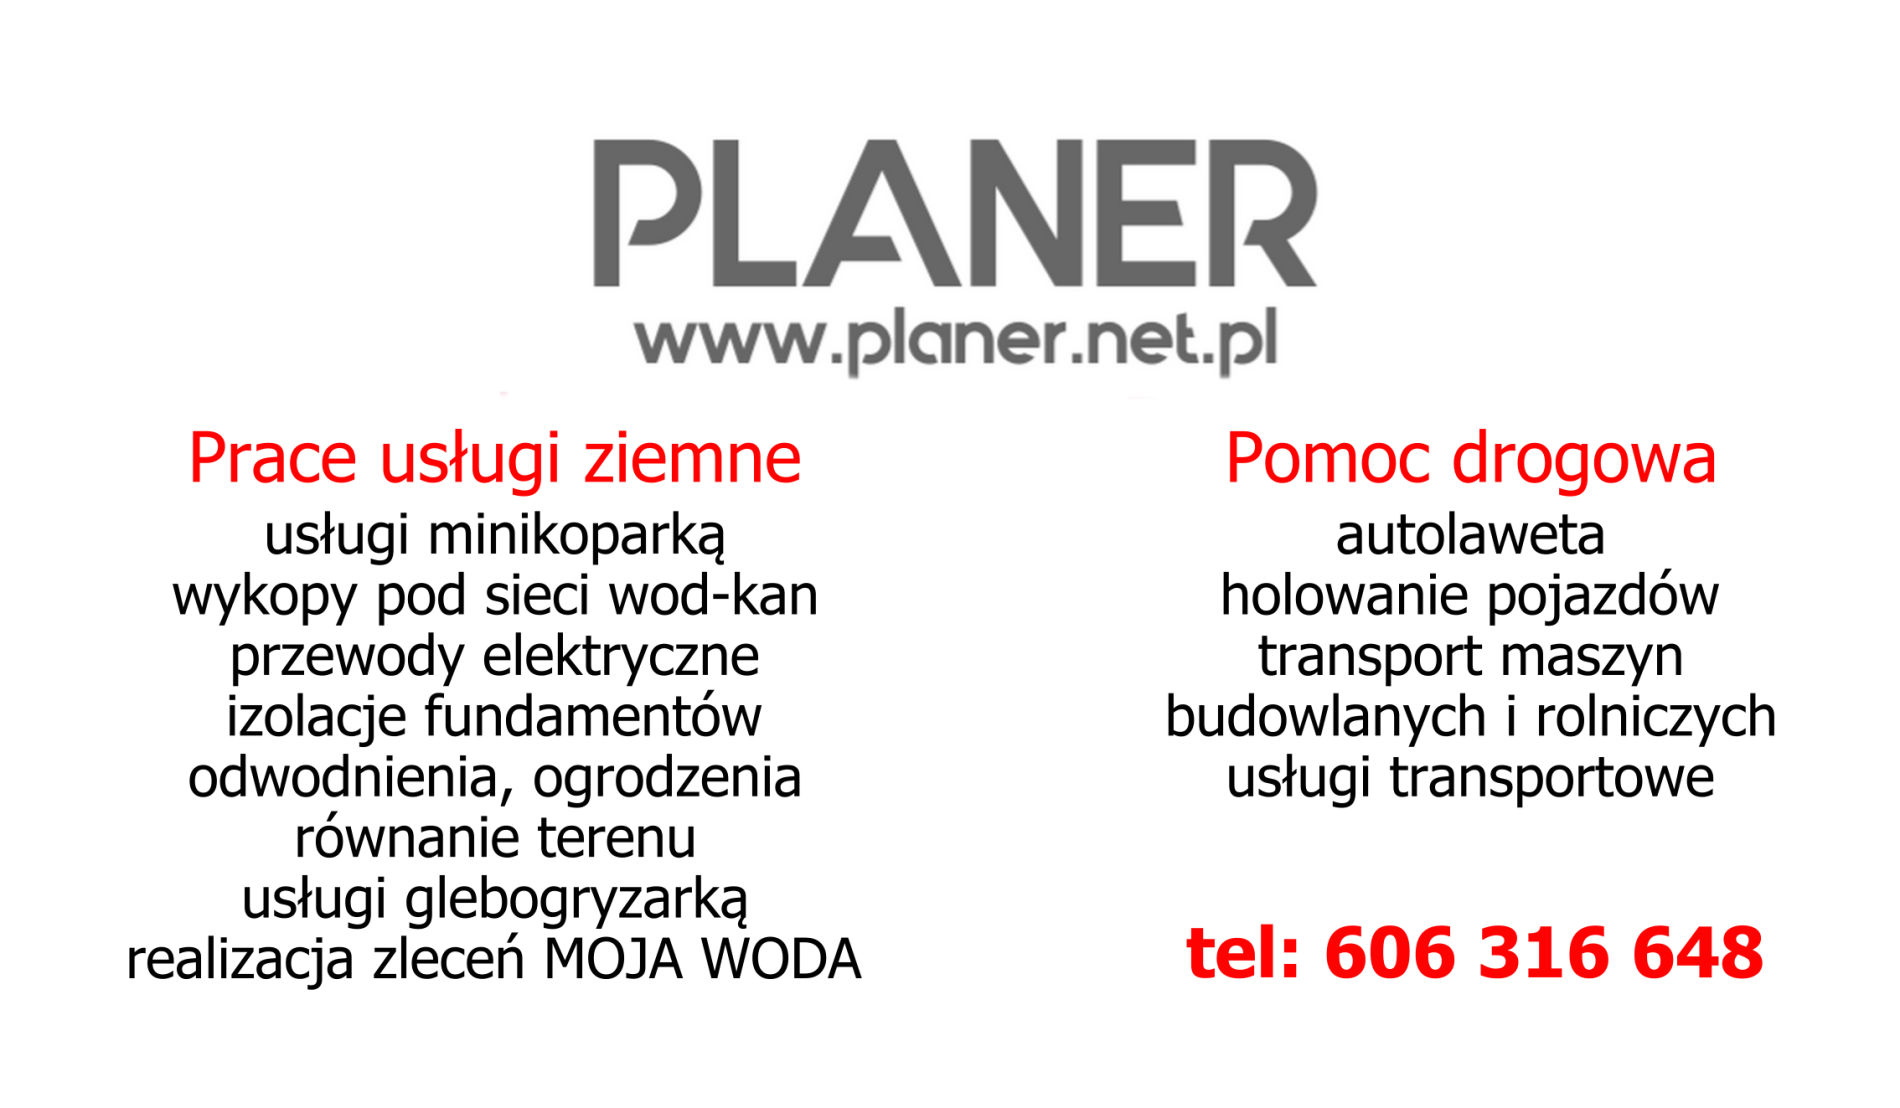 PLANER
www.planer.net.pl
Prace usługi ziemne
usługi minikoparką
wykopy pod sieci wod-kan
przewody elektryczne
izolacje fundamentów
odwodnienia, ogrodzenia
równanie terenu
usługi glebogryzarką
realizacja zleceń MOJA WODA
Pomoc drogowa
autolaweta
holowanie pojazdów
transport maszyn
budowlanych i rolniczych
usługi transportowe
tel: 606 316 648